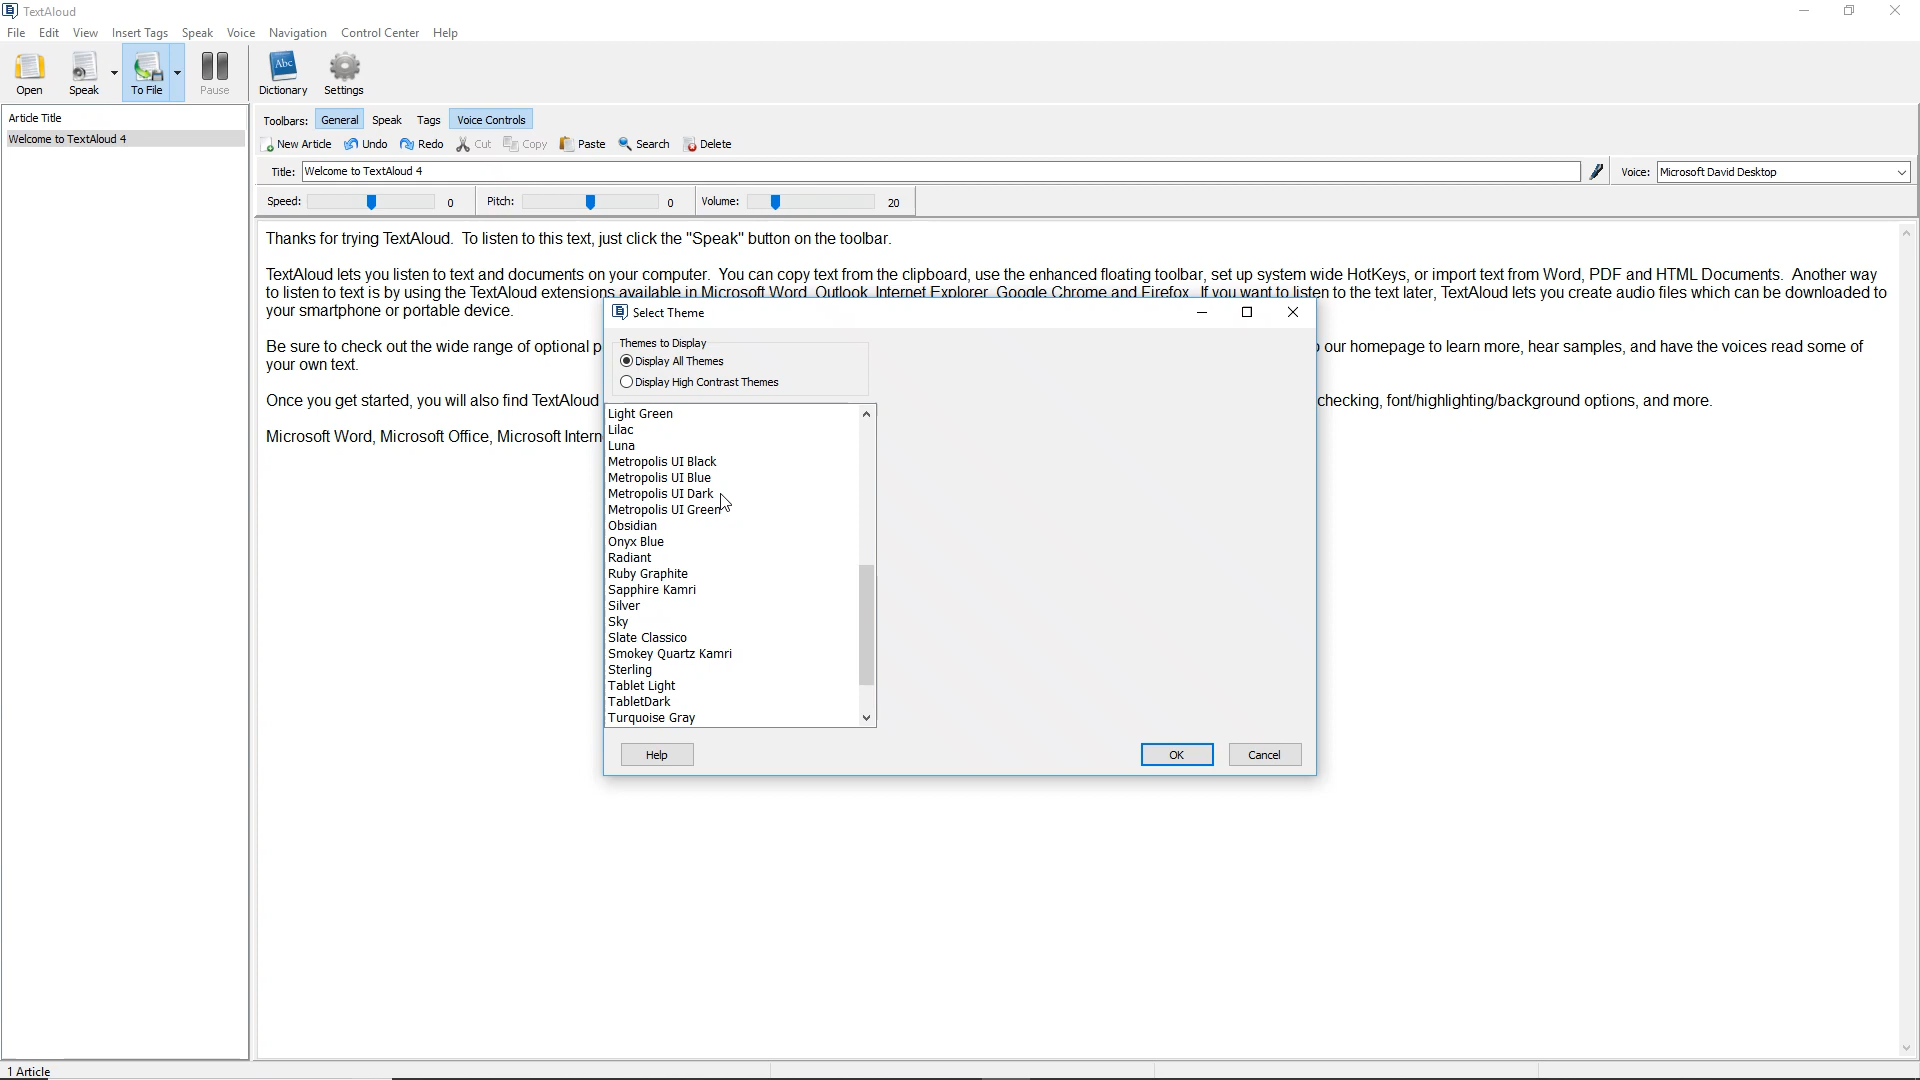 TextAloud
File Edit View Insert Tags Speak Voice Navigation Control Center Help
Open Speak To File Pause Abc Dictionary Settings
Article Title
Welcome to TextAloud 4
Toolbars: General Speak Tags Voice Controls
New Article Undo Redo Cut Copy Paste Search Delete
Title: Welcome to TextAloud 4 Voice: Microsoft David Desktop
Speed: 0 Pitch: 0 Volume: 20
Thanks for trying TextAloud. To listen to this text, just click the "Speak" button on the toolbar.
TextAloud lets you listen to text and documents on your computer. You can copy text from the clipboard, use the enhanced floating toolbar, set up system wide HotKeys, or import text from Word, PDF and HTML Documents. Another way
to listen to text is by using the TextAloud extensions available in Microsoft Word, Outlook, Internet Explorer, Google Chrome and Firefox. If you want to listen to the text later, TextAloud lets you create audio files which can be downloaded to
your smartphone or portable device.
Be sure to check out the wide range of optional p
our homepage to learn more, hear samples, and have the voices read some of
your own text.
Once you get started, you will also find TextAloud
checking, font/highlighting/background options, and more.
Microsoft Word, Microsoft Office, Microsoft Intern
Select Theme
Themes to Display
Display All Themes
Display High Contrast Themes
Light Green
Lilac
Luna
Metropolis UI Black
Metropolis UI Blue
Metropolis UI Dark
Metropolis UI Green
Obsidian
Onyx Blue
Radiant
Ruby Graphite
Sapphire Kamri
Silver
Sky
Slate Classico
Smokey Quartz Kamri
Sterling
Tablet Light
TabletDark
Turquoise Gray
Help OK Cancel
1 Article